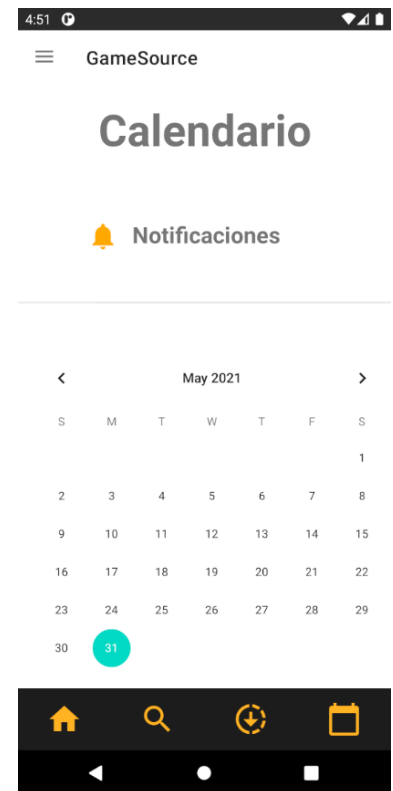 4:51
GameSource
Calendario
Notificaciones
May 2021
S M T W T F S
1
2 3 4 5 6 7 8
9 10 11 12 13 14 15
16 17 18 19 20 21 22
23 24 25 26 27 28 29
30 31